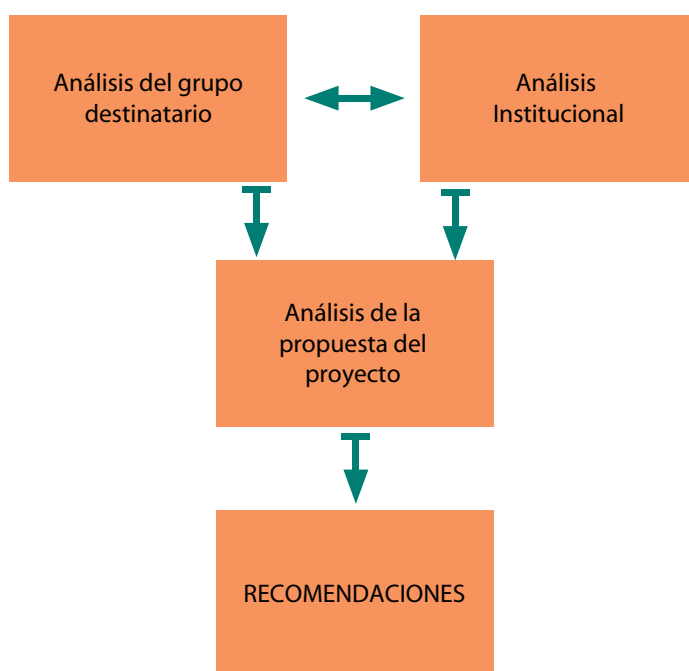 Análisis del grupo
destinatario
Análisis
Institucional
Análisis de la
propuesta del
proyecto
RECOMENDACIONES